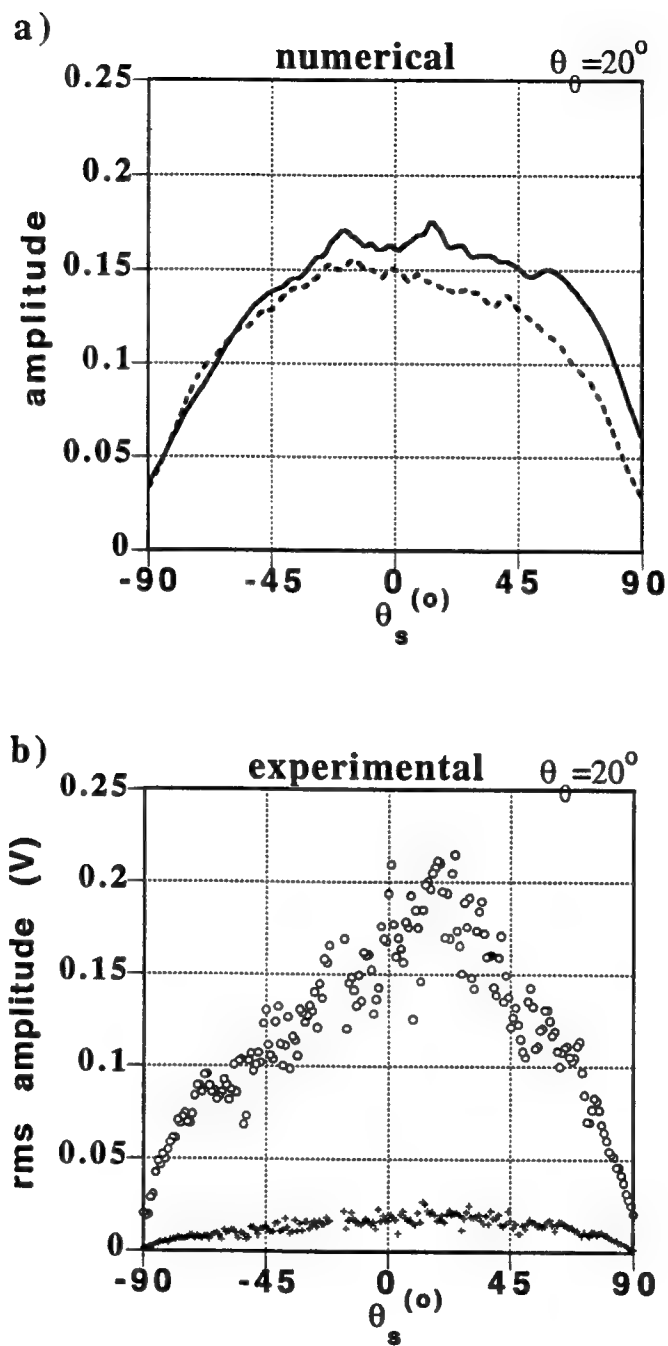 a)
numerical θ₀=20°
0.25
0.2
0.15
0.1
0.05
0
amplitude
-90 -45 0 45 90
θs (o)
b)
experimental θ₀=20°
0.25
0.2
0.15
0.1
0.05
0
rms amplitude (V)
-90 -45 0 45 90
θs (o)